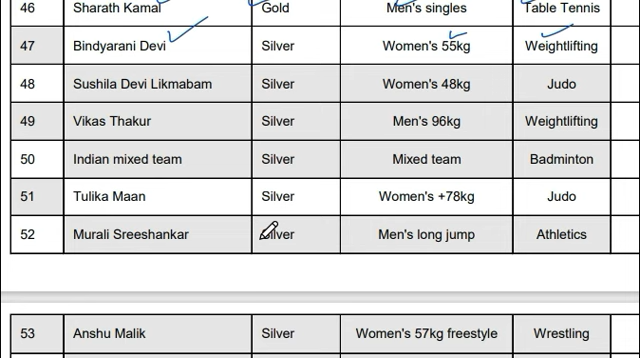 46 Sharath Kamal Gold Men's singles Table Tennis
47 Bindyarani Devi Silver Women's 55kg Weightlifting
48 Sushila Devi Likmabam Silver Women's 48kg Judo
49 Vikas Thakur Silver Men's 96kg Weightlifting
50 Indian mixed team Silver Mixed team Badminton
51 Tulika Maan Silver Women's +78kg Judo
52 Murali Sreeshankar Silver Men's long jump Athletics
53 Anshu Malik Silver Women's 57kg freestyle Wrestling